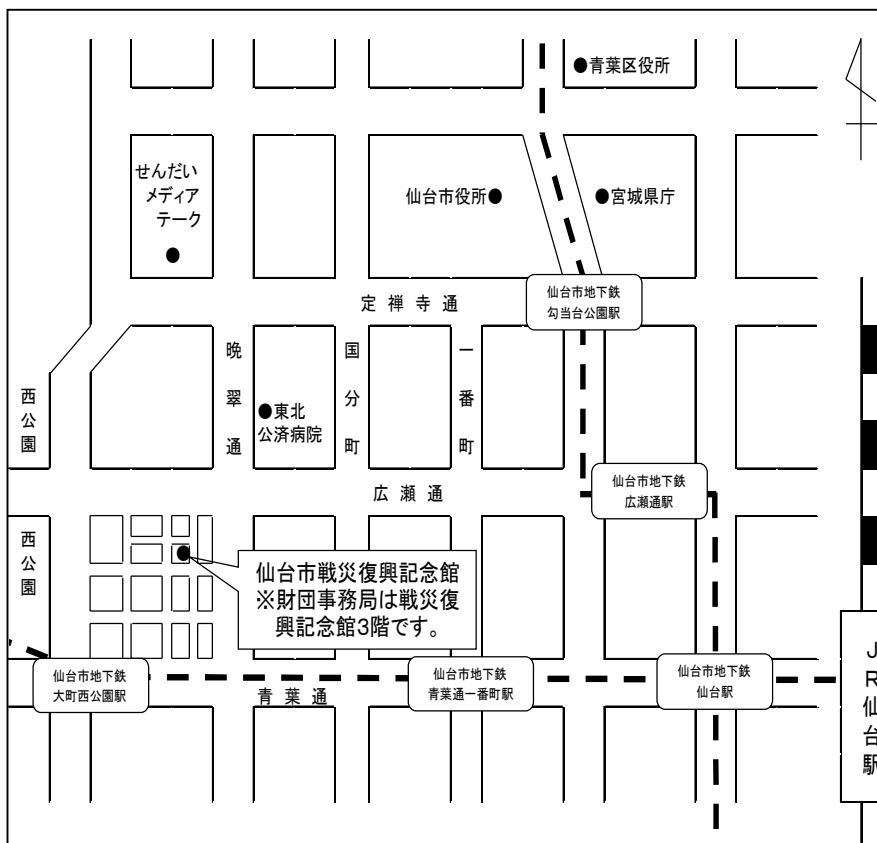 ●青葉区役所
せんだい
メディア
テーク
仙台市役所●
●宮城県庁
仙台市地下鉄
勾当台公園駅
定禅寺通
晩翠通
国分町
一番町
西公園
●東北
公済病院
広瀬通
仙台市地下鉄
広瀬通駅
西公園
仙台市戦災復興記念館
※財団事務局は戦災復
興記念館3階です。
仙台市地下鉄
大町西公園駅
青葉通
仙台市地下鉄
青葉通一番町駅
仙台市地下鉄
仙台駅
JR仙台駅